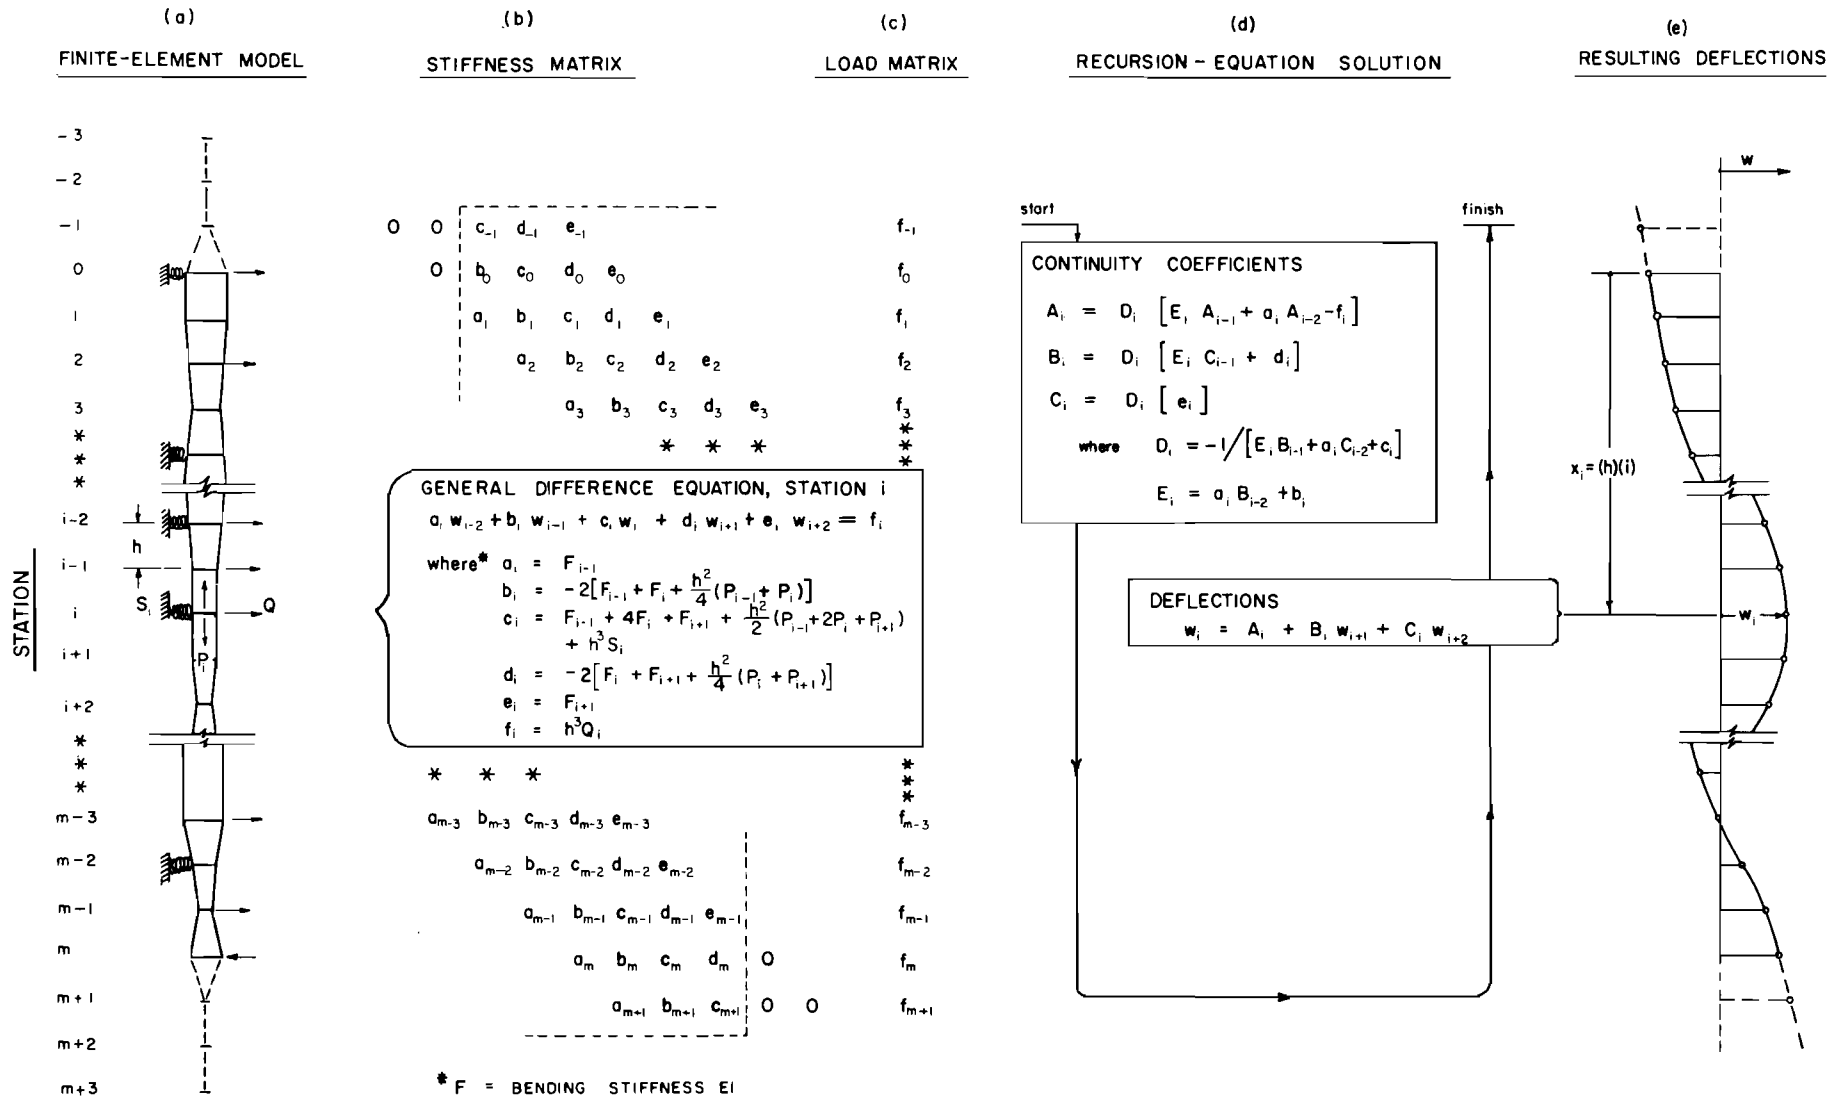 (a)
FINITE-ELEMENT MODEL
-3
-2
-1
0
1
2
3
*
*
*
i-2
h
i-1
S_i
i
Q
P_i
i+1
i+2
*
*
*
m-3
m-2
m-1
m
m+1
m+2
m+3
STATION
(b)
STIFFNESS MATRIX
0 0 c_-1 d_-1 e_-1
0 b_0 c_0 d_0 e_0
a_1 b_1 c_1 d_1 e_1
a_2 b_2 c_2 d_2 e_2
a_3 b_3 c_3 d_3 e_3
* * *
GENERAL DIFFERENCE EQUATION, STATION i
a_i w_i-2 + b_i w_i-1 + c_i w_i + d_i w_i+1 + e_i w_i+2 = f_i
where* a_i = F_i-1
b_i = -2[F_i-1 + F_i + h²/4 (P_i-1 + P_i)]
c_i = F_i-1 + 4F_i + F_i+1 + h²/2 (P_i-1 + 2P_i + P_i+1)
+ h³S_i
d_i = -2[F_i + F_i+1 + h²/4 (P_i + P_i+1)]
e_i = F_i+1
f_i = h³Q_i
* * *
a_m-3 b_m-3 c_m-3 d_m-3 e_m-3
a_m-2 b_m-2 c_m-2 d_m-2 e_m-2
a_m-1 b_m-1 c_m-1 d_m-1 e_m-1
a_m b_m c_m d_m 0
a_m+1 b_m+1 c_m+1 0 0
* F = BENDING STIFFNESS EI
(c)
LOAD MATRIX
f_-1
f_0
f_1
f_2
f_3
*
*
*
*
*
*
f_m-3
f_m-2
f_m-1
f_m
f_m+1
(d)
RECURSION-EQUATION SOLUTION
start
finish
CONTINUITY COEFFICIENTS
A_i = D_i [E_i A_i-1 + a_i A_i-2 - f_i]
B_i = D_i [E_i C_i-1 + d_i]
C_i = D_i [e_i]
where D_i = -1/[E_i B_i-1 + a_i C_i-2 + c_i]
E_i = a_i B_i-2 + b_i
DEFLECTIONS
w_i = A_i + B_i w_i+1 + C_i w_i+2
(e)
RESULTING DEFLECTIONS
w
x_i = (h)(i)
w_i